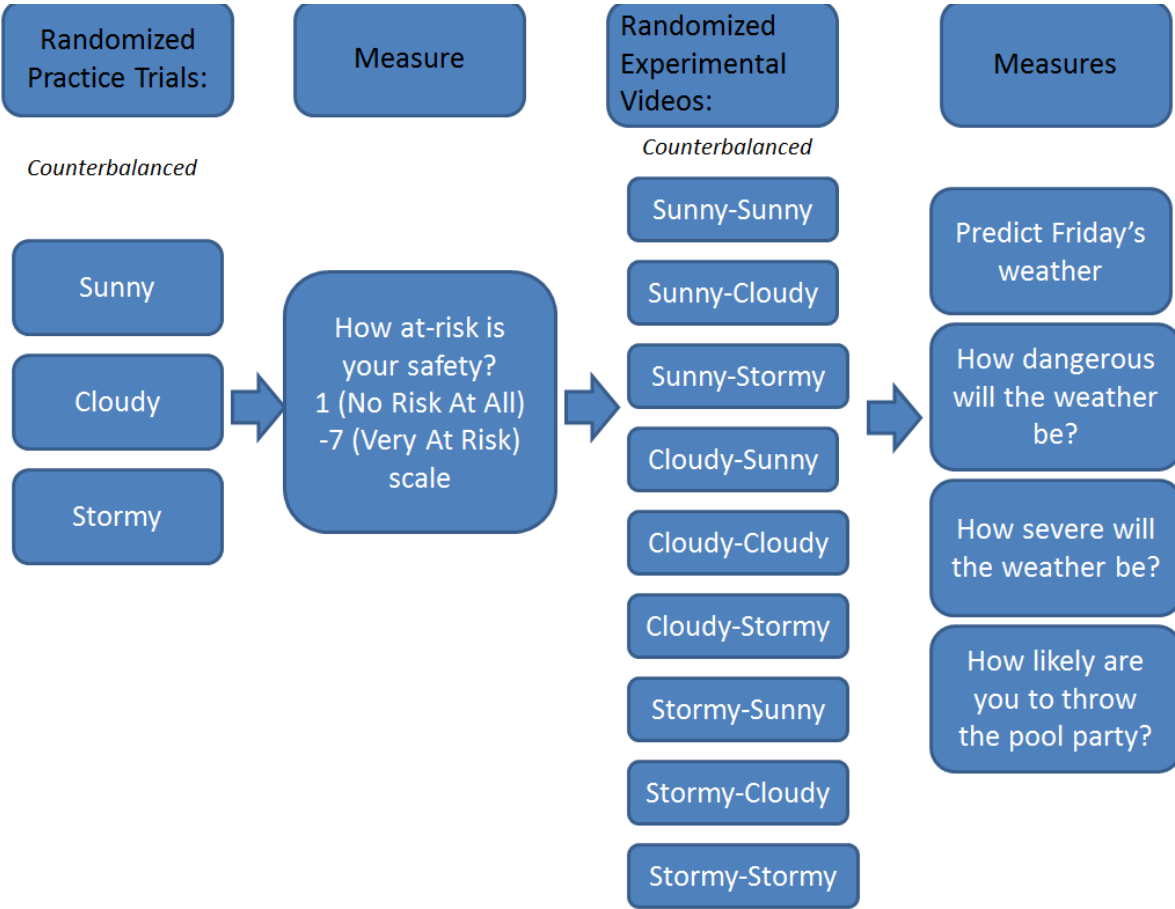 Randomized
Practice Trials:
Measure
Randomized
Experimental
Videos:
Measures
Counterbalanced
Counterbalanced
Sunny
Cloudy
Stormy
How at-risk is
your safety?
1 (No Risk At All)
-7 (Very At Risk)
scale
Sunny-Sunny
Sunny-Cloudy
Sunny-Stormy
Cloudy-Sunny
Cloudy-Cloudy
Cloudy-Stormy
Stormy-Sunny
Stormy-Cloudy
Stormy-Stormy
Predict Friday’s
weather
How dangerous
will the weather
be?
How severe will
the weather be?
How likely are
you to throw
the pool party?